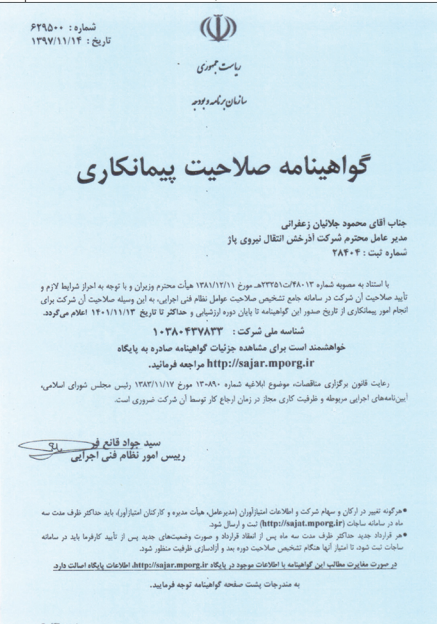 شماره : ۶۲۹۵۰۰
تاریخ : ۱۳۹۷/۱۱/۱۴
ریاست جمهوری
سازمان برنامه و بودجه
گواهینامه صلاحیت پیمانکاری
جناب آقای محمود جلائیان زعفرانی
مدیر عامل محترم شرکت آذرخش انتقال نیروی پاژ
شماره ثبت : ۲۸۴۰۴
با استناد به مصوبه شماره ۴۸۰۱۳/ت۲۳۲۵۱هـ مورخ ۱۳۸۱/۱۲/۱۱ هیأت محترم وزیران و با توجه به احراز شرایط لازم و
تأیید صلاحیت آن شرکت در سامانه جامع تشخیص صلاحیت عوامل نظام فنی اجرایی، به این وسیله صلاحیت آن شرکت برای
انجام امور پیمانکاری از تاریخ صدور این گواهینامه تا پایان دوره ارزشیابی و حداکثر تا تاریخ ۱۴۰۱/۱۱/۱۳ اعلام می‌گردد.
شناسه ملی شرکت : ۱۰۳۸۰۴۳۷۸۳۳
خواهشمند است برای مشاهده جزئیات گواهینامه صادره به پایگاه
http://sajar.mporg.ir مراجعه فرمائید.
رعایت قانون برگزاری مناقصات، موضوع ابلاغیه شماره ۱۳۰۸۹۰ مورخ ۱۳۸۳/۱۱/۱۷ رئیس مجلس شورای اسلامی،
آیین‌نامه‌های اجرایی مربوطه و ظرفیت کاری مجاز در زمان ارجاع کار توسط آن شرکت ضروری است.
سید جواد قانع فر
رییس امور نظام فنی اجرایی
●هرگونه تغییر در ارکان و سهام شرکت و اطلاعات امتیازآوران (مدیرعامل، هیأت مدیره و کارکنان امتیازآور)، باید حداکثر ظرف مدت سه
ماه در سامانه ساجات (http://sajat.mporg.ir) ثبت و ارسال شود.
●هر قرارداد جدید حداکثر ظرف مدت سه ماه پس از انعقاد قرارداد و صورت وضعیت‌های جدید پس از تأیید کارفرما باید در سامانه
ساجات ثبت شود، تا امتیاز آنها هنگام تشخیص صلاحیت دوره بعد و آزادسازی ظرفیت منظور شود.
در صورت مغایرت مطالب این گواهینامه با اطلاعات موجود در پایگاه http://sajar.mporg.ir، اطلاعات پایگاه اصالت دارد.
به مندرجات پشت صفحه گواهینامه توجه فرمایید.